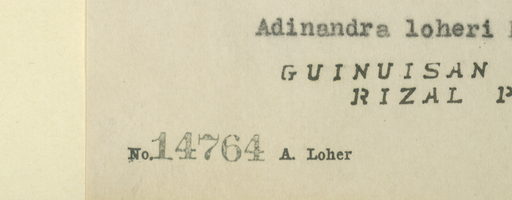 Adinandra loheri
GUINUISAN
RIZAL
No. 14764 A. Loher